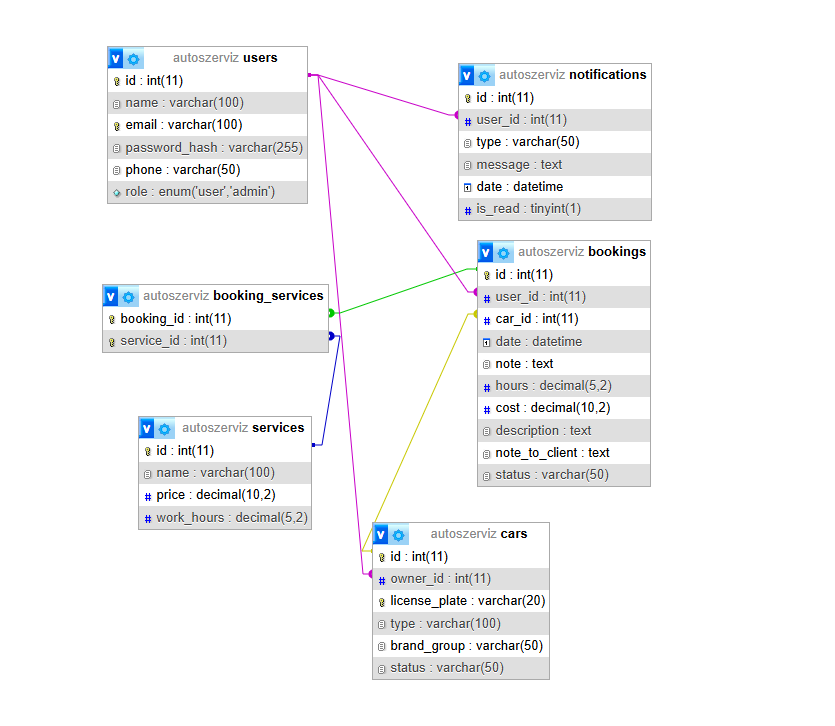 autoszerviz users
id : int(11)
name : varchar(100)
email : varchar(100)
password_hash : varchar(255)
phone : varchar(50)
role : enum('user','admin')
autoszerviz notifications
id : int(11)
user_id : int(11)
type : varchar(50)
message : text
date : datetime
is_read : tinyint(1)
autoszerviz bookings
id : int(11)
user_id : int(11)
car_id : int(11)
date : datetime
note : text
hours : decimal(5,2)
cost : decimal(10,2)
description : text
note_to_client : text
status : varchar(50)
autoszerviz booking_services
booking_id : int(11)
service_id : int(11)
autoszerviz services
id : int(11)
name : varchar(100)
price : decimal(10,2)
work_hours : decimal(5,2)
autoszerviz cars
id : int(11)
owner_id : int(11)
license_plate : varchar(20)
type : varchar(100)
brand_group : varchar(50)
status : varchar(50)